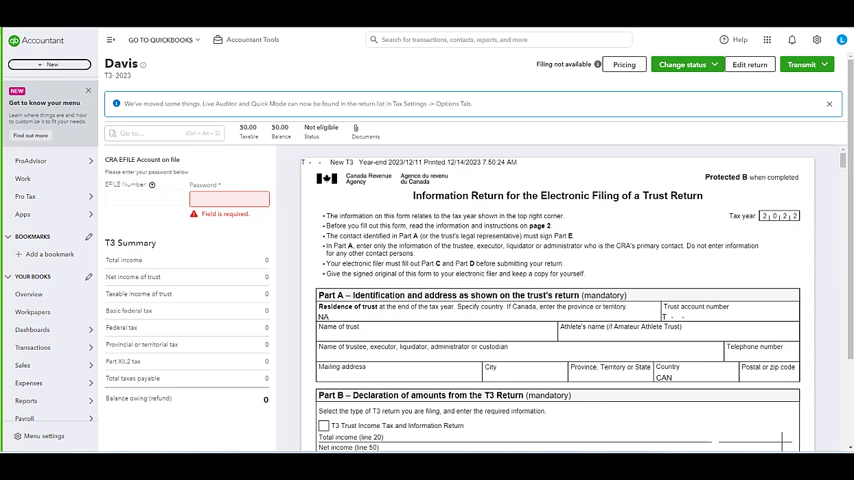 qb Accountant
GO TO QUICKBOOKS
Accountant Tools
Search for transactions, contacts, reports, and more
Help
L
+ New
NEW
Get to know your menu
Learn where things are and how to customize it to fit your needs.
Find out more
ProAdvisor
Work
Pro Tax
Apps
BOOKMARKS
+ Add a bookmark
YOUR BOOKS
Overview
Workpapers
Dashboards
Transactions
Sales
Expenses
Reports
Payroll
Menu settings
Davis
T3· 2023
Filing not available
Pricing
Change status
Edit return
Transmit
We've moved some things. Live Auditor and Quick Mode can now be found in the return list in Tax Settings -> Options Tab.
Go to... (Ctrl + Alt + S)
$0.00 Taxable
$0.00 Balance
Not eligible Status
Documents
CRA EFILE Account on file
Please enter your password below
EFILE Number:
Password *
Field is required.
T3 Summary
Total income 0
Net income of trust 0
Taxable income of trust 0
Basic federal tax 0
Federal tax 0
Provincial or territorial tax 0
Part XII.2 tax 0
Total taxes payable 0
Balance owing (refund) 0
T - - New T3 Year-end 2023/12/11 Printed 12/14/2023 7.50.24 AM
Canada Revenue Agency
Agence du revenu du Canada
Protected B when completed
Information Return for the Electronic Filing of a Trust Return
Tax year 2 0 2 2
• The information on this form relates to the tax year shown in the top right corner.
• Before you fill out this form, read the information and instructions on page 2.
• The contact identified in Part A (or the trust's legal representative) must sign Part E.
• In Part A, enter only the information of the trustee, executor, liquidator or administrator who is the CRA's primary contact. Do not enter information
for any other contact persons.
• Your electronic filer must fill out Part C and Part D before submitting your return.
• Give the signed original of this form to your electronic filer and keep a copy for yourself.
Part A – Identification and address as shown on the trust's return (mandatory)
Residence of trust at the end of the tax year. Specify country. If Canada, enter the province or territory.
NA
Trust account number
T - -
Name of trust
Athlete's name (if Amateur Athlete Trust)
Name of trustee, executor, liquidator, administrator or custodian
Telephone number
Mailing address
City
Province, Territory or State
Country
CAN
Postal or zip code
Part B – Declaration of amounts from the T3 Return (mandatory)
Select the type of T3 return you are filing, and enter the required information.
T3 Trust Income Tax and Information Return
Total income (line 20)
Net income (line 50)